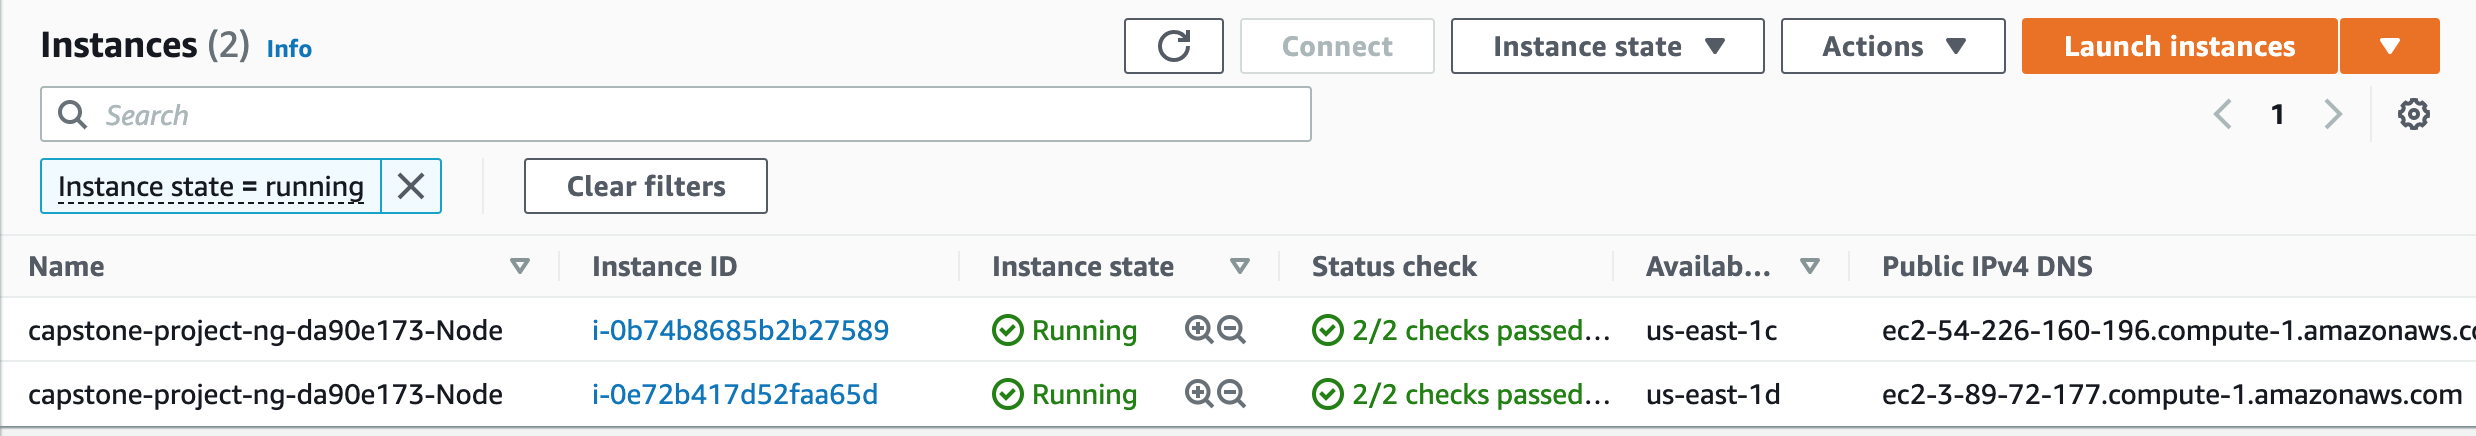 Instances (2) Info
Connect Instance state Actions Launch instances
Search
1
Instance state = running
Clear filters
Name Instance ID Instance state Status check Availab... Public IPv4 DNS
capstone-project-ng-da90e173-Node i-0b74b8685b2b27589 Running 2/2 checks passed... us-east-1c ec2-54-226-160-196.compute-1.amazonaws.c
capstone-project-ng-da90e173-Node i-0e72b417d52faa65d Running 2/2 checks passed... us-east-1d ec2-3-89-72-177.compute-1.amazonaws.com